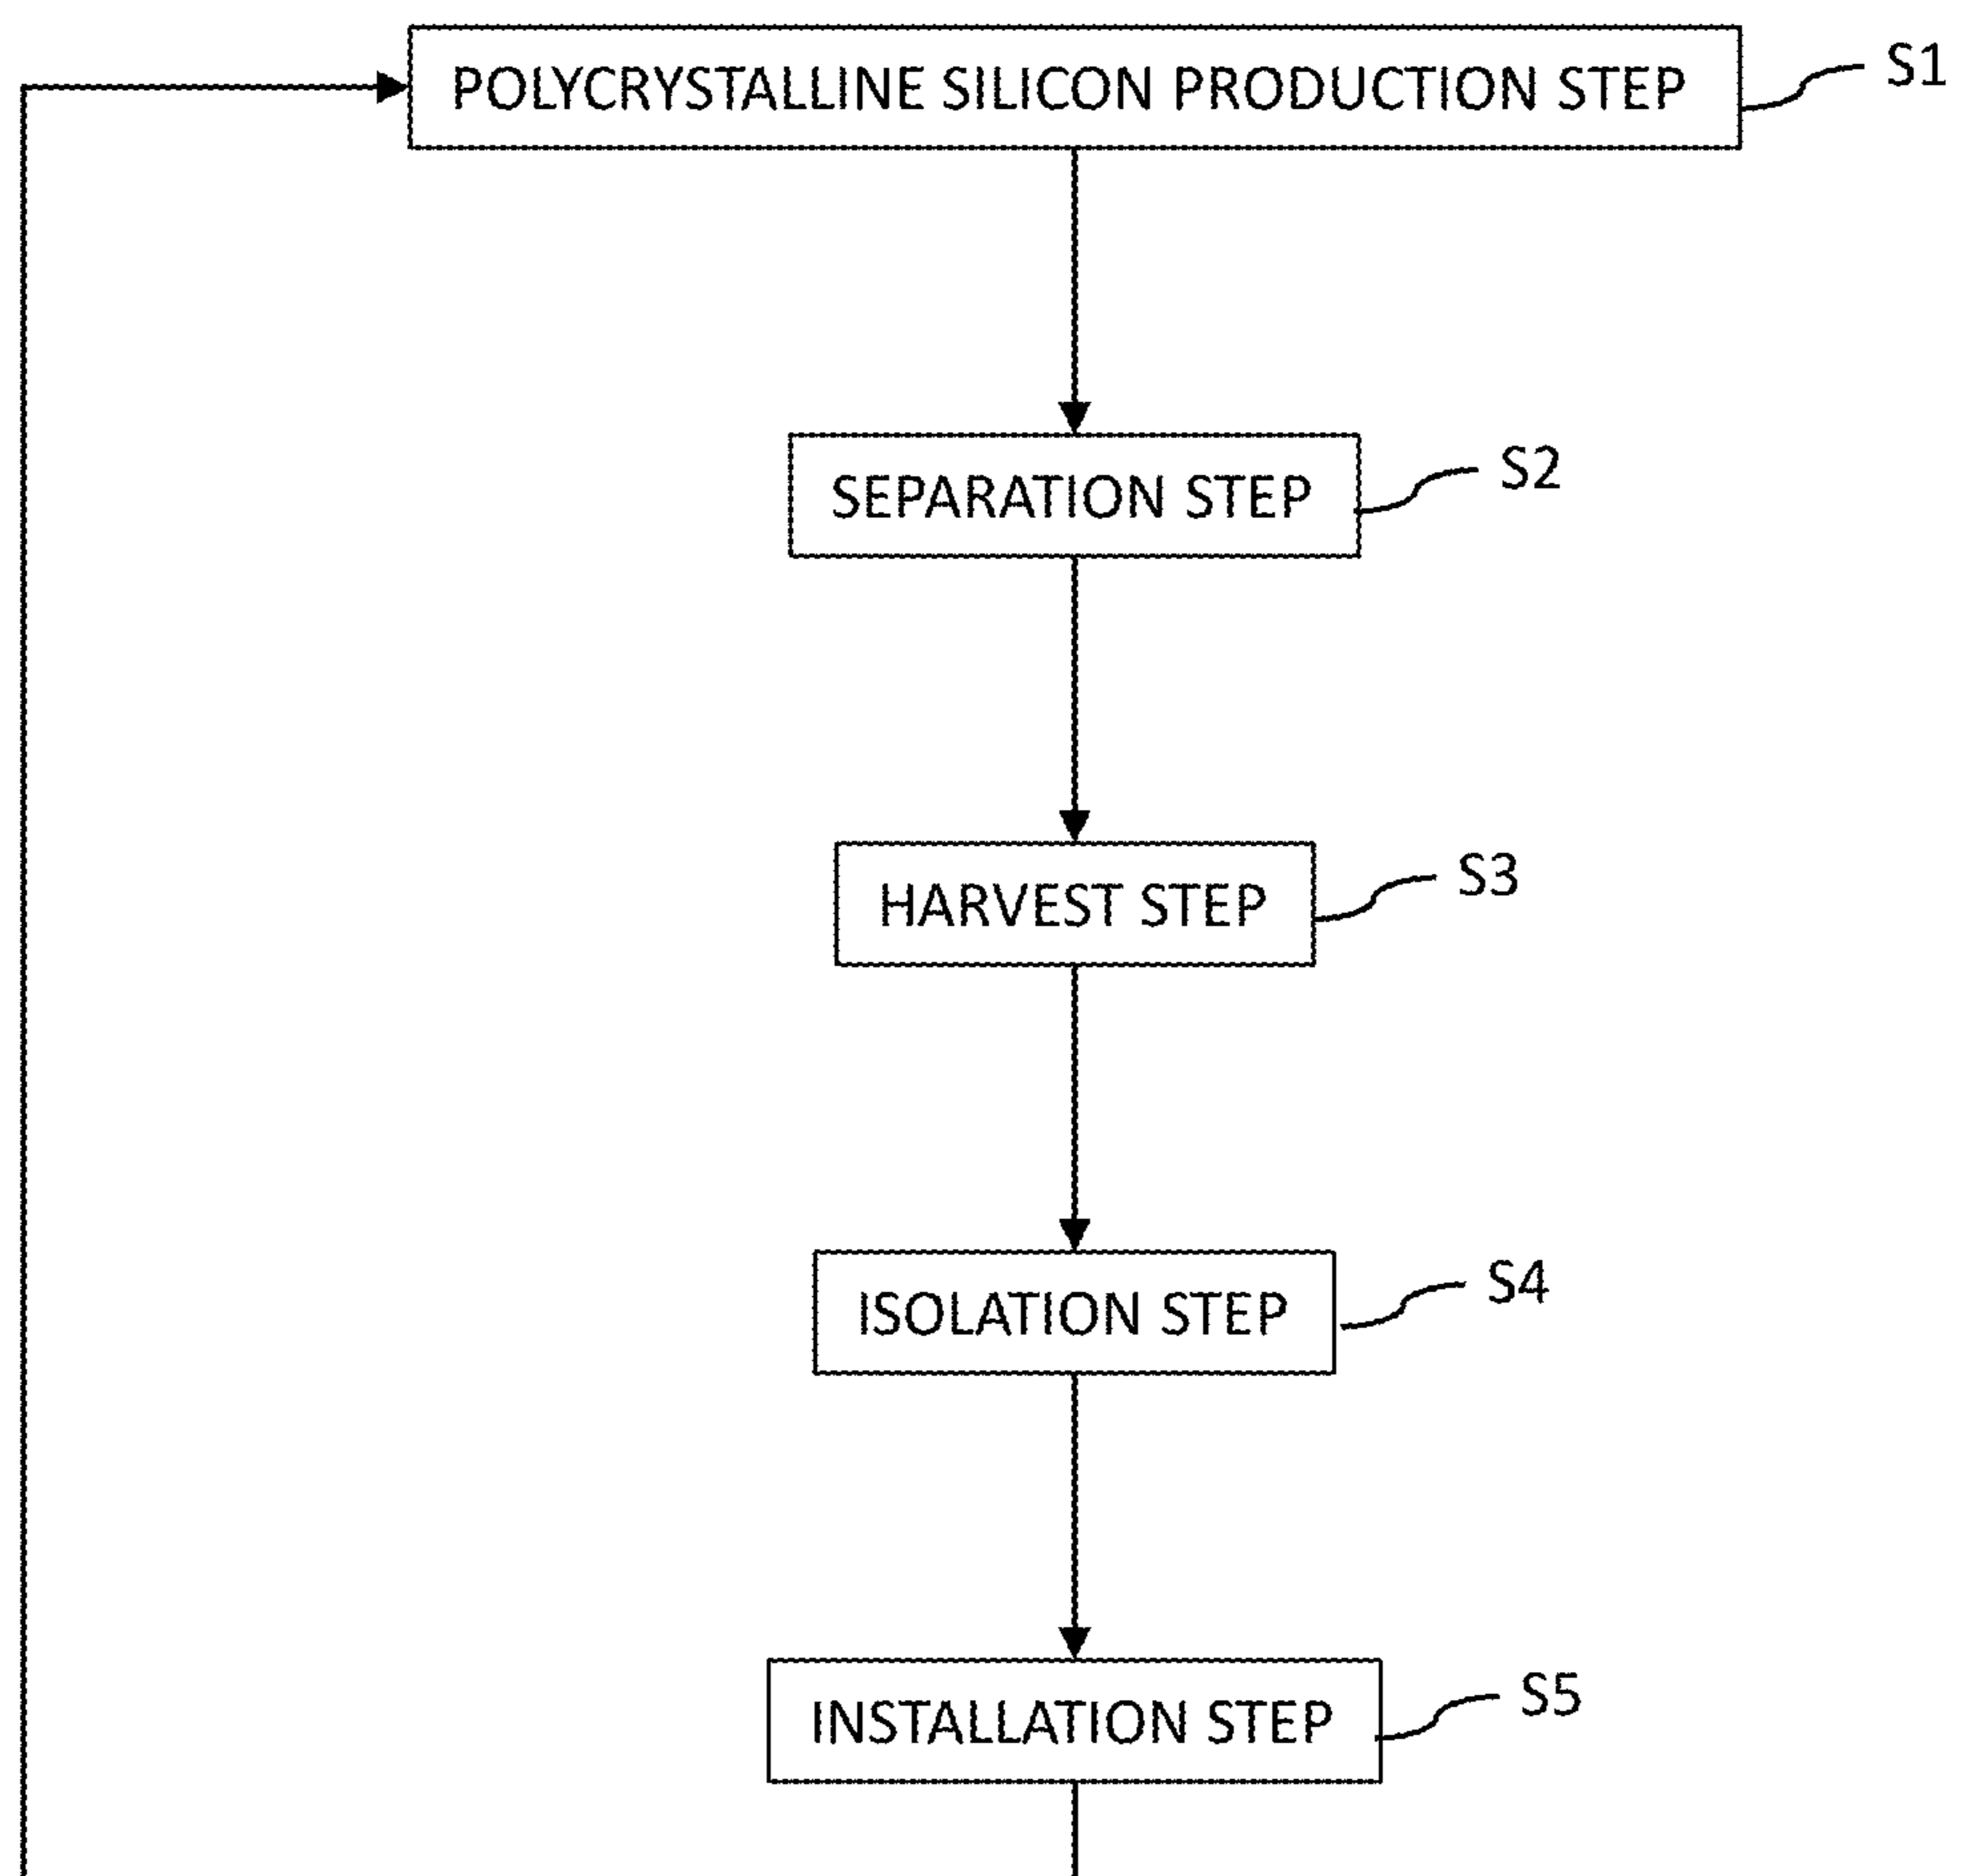 POLYCRYSTALLINE SILICON PRODUCTION STEP
S1
SEPARATION STEP
S2
HARVEST STEP
S3
ISOLATION STEP
S4
INSTALLATION STEP
S5